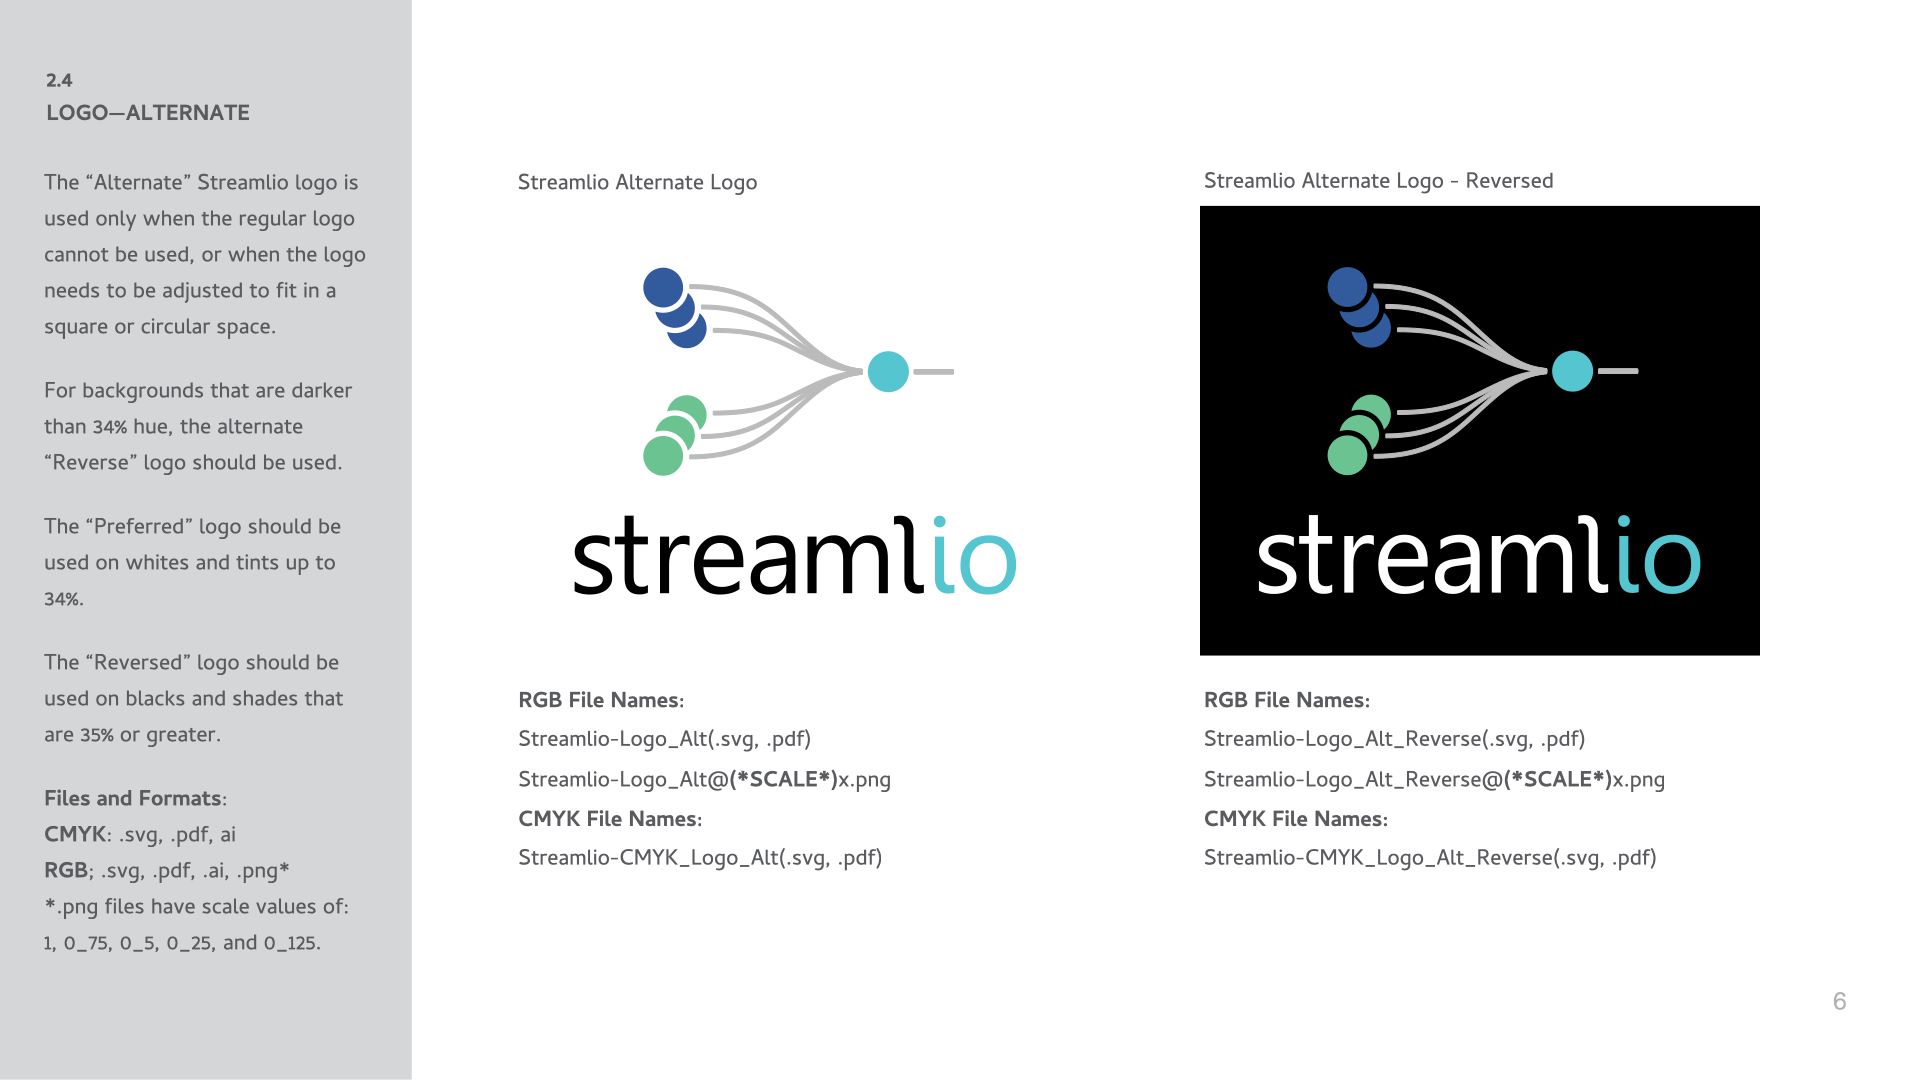 2.4
LOGO—ALTERNATE
The “Alternate” Streamlio logo is
used only when the regular logo
cannot be used, or when the logo
needs to be adjusted to fit in a
square or circular space.
For backgrounds that are darker
than 34% hue, the alternate
“Reverse” logo should be used.
The “Preferred” logo should be
used on whites and tints up to
34%.
The “Reversed” logo should be
used on blacks and shades that
are 35% or greater.
Files and Formats:
CMYK: .svg, .pdf, ai
RGB; .svg, .pdf, .ai, .png*
*.png files have scale values of:
1, 0_75, 0_5, 0_25, and 0_125.
Streamlio Alternate Logo
streamlio
RGB File Names:
Streamlio-Logo_Alt(.svg, .pdf)
Streamlio-Logo_Alt@(*SCALE*)x.png
CMYK File Names:
Streamlio-CMYK_Logo_Alt(.svg, .pdf)
Streamlio Alternate Logo - Reversed
streamlio
RGB File Names:
Streamlio-Logo_Alt_Reverse(.svg, .pdf)
Streamlio-Logo_Alt_Reverse@(*SCALE*)x.png
CMYK File Names:
Streamlio-CMYK_Logo_Alt_Reverse(.svg, .pdf)
6